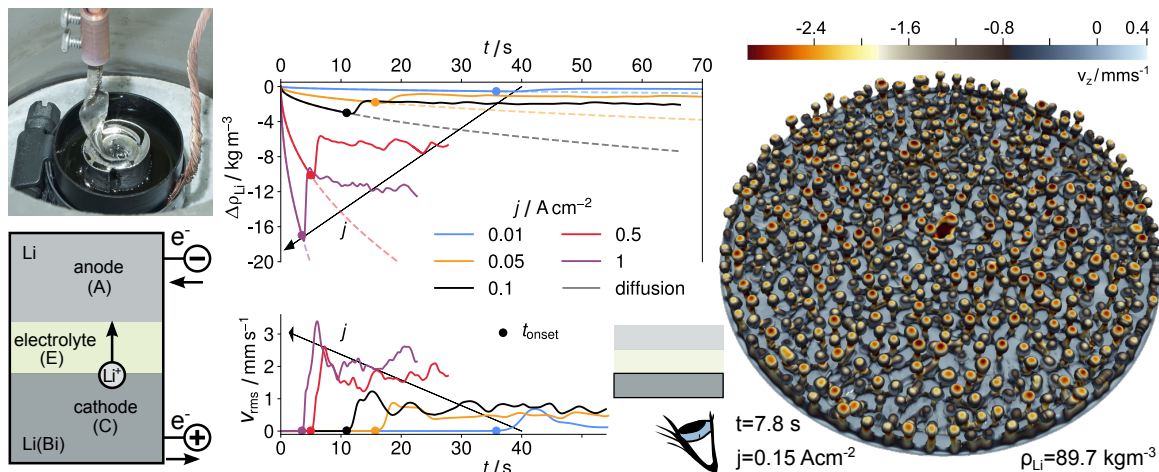 Li
anode
(A)
electrolyte
(E)
Li⁺
cathode
(C)
Li(Bi)
e⁻
−
e⁻
+
t / s
0 10 20 30 40 50 60 70
Δρ_Li / kg m⁻³
0
−4
−8
−12
−16
−20
j
j / A cm⁻²
0.01
0.05
0.1
0.5
1
diffusion
t_onset
v_rms / mm s⁻¹
3
2
1
0
j
0 10 20 30 40 50
t / s
-2.4 -1.6 -0.8 0 0.4
v_z / mms⁻¹
t=7.8 s
j=0.15 Acm⁻²
ρ_Li=89.7 kgm⁻³